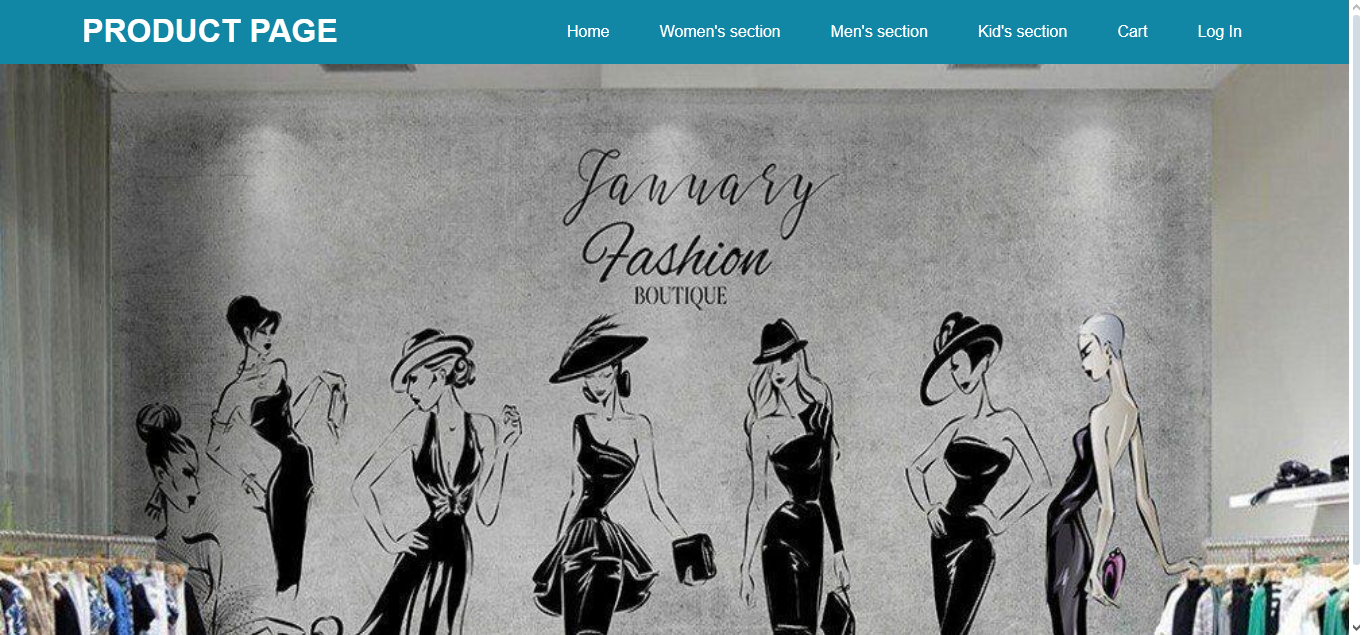 PRODUCT PAGE
Home Women's section Men's section Kid's section Cart Log In
January
Fashion
BOUTIQUE